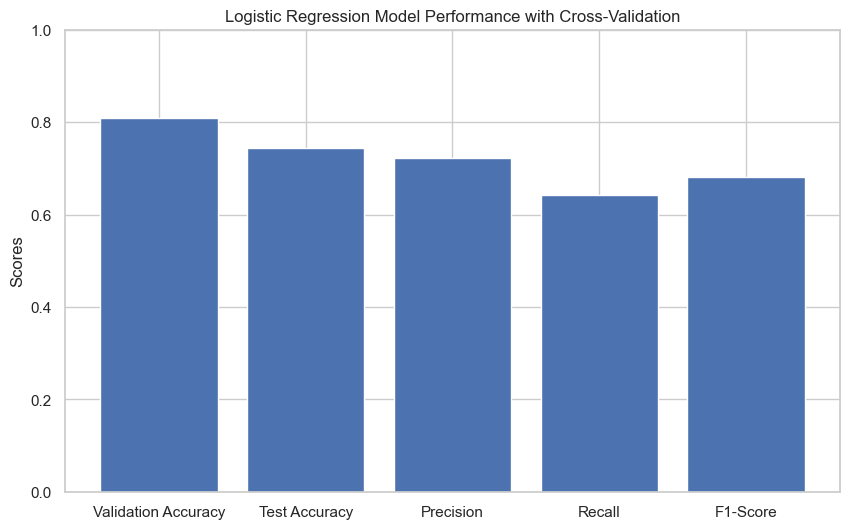 Logistic Regression Model Performance with Cross-Validation
1.0
0.8
0.6
0.4
0.2
0.0
Scores
Validation Accuracy
Test Accuracy
Precision
Recall
F1-Score